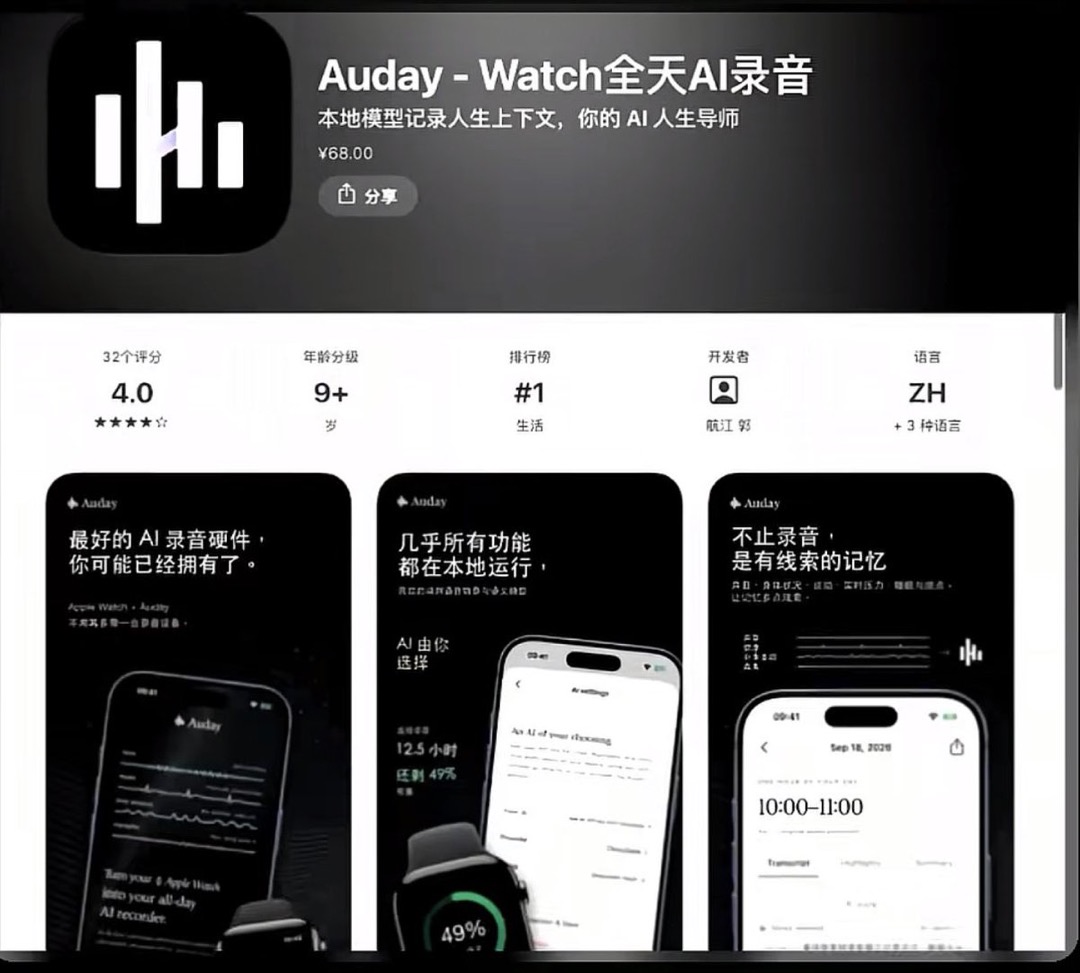 Auday - Watch全天AI录音
本地模型记录人生上下文，你的 AI 人生导师
¥68.00
分享
32个评分
4.0
★★★★☆
年龄分级
9+
岁
排行榜
#1
生活
开发者
航江 郭
语言
ZH
+ 3 种语言
Auday
最好的 AI 录音硬件，
你可能已经拥有了。
Apple Watch + Auday
09:41
Auday
Turn your Apple Watch
into your all-day
AI recorder.
Auday
几乎所有功能
都在本地运行，
AI 由你
选择
12.5 小时
还剩 49%
09:41
AI settings
An AI of your choosing
49%
Auday
不止录音，
是有线索的记忆
09:41
Sep 18, 2026
10:00–11:00
Transcript
Highlights
Summary